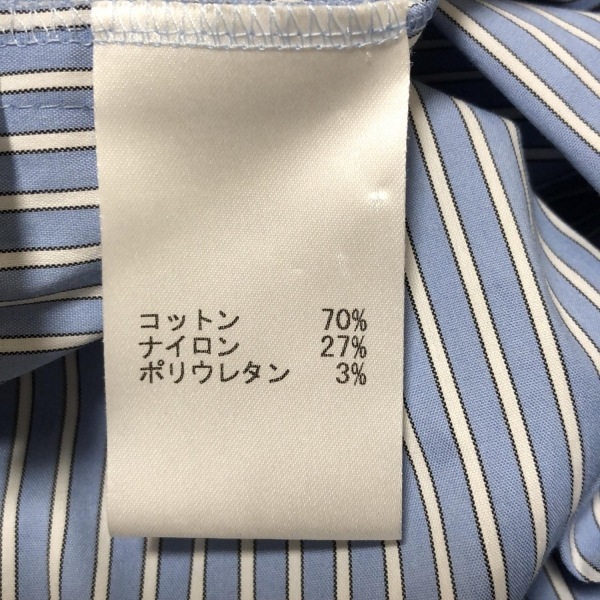 コットン 70%
ナイロン 27%
ポリウレタン 3%